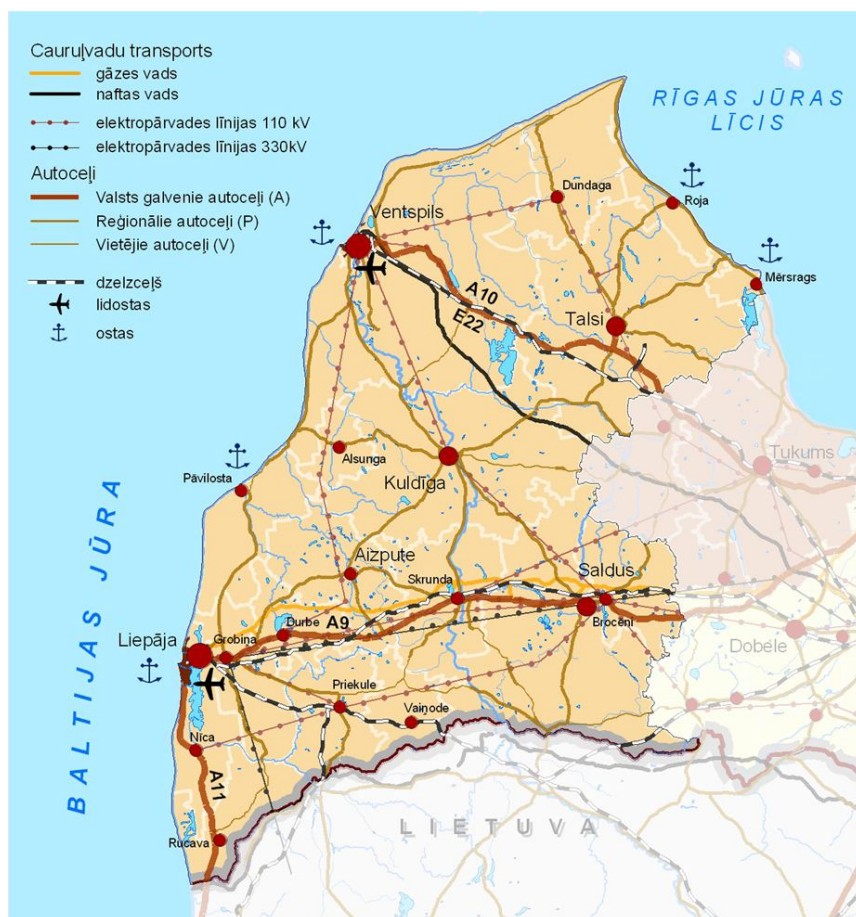 Cauruļvadu transports
gāzes vads
naftas vads
elektropārvades līnijas 110 kV
elektropārvades līnijas 330kV
Autoceļi
Valsts galvenie autoceļi (A)
Reģionālie autoceļi (P)
Vietējie autoceļi (V)
dzelzceļš
lidostas
ostas
RĪGAS JŪRAS
LĪCIS
Dundaga
Roja
Ventspils
Mērsrags
A10
E22
Talsi
Tukums
Alsunga
Kuldīga
Pāvilosta
BALTIJAS JŪRA
Aizpute
Skrunda
Saldus
Brocēni
Durbe
A9
Liepāja
Grobiņa
Dobele
Priekule
Vaiņode
Nīca
A11
Rucava
LIETUVA